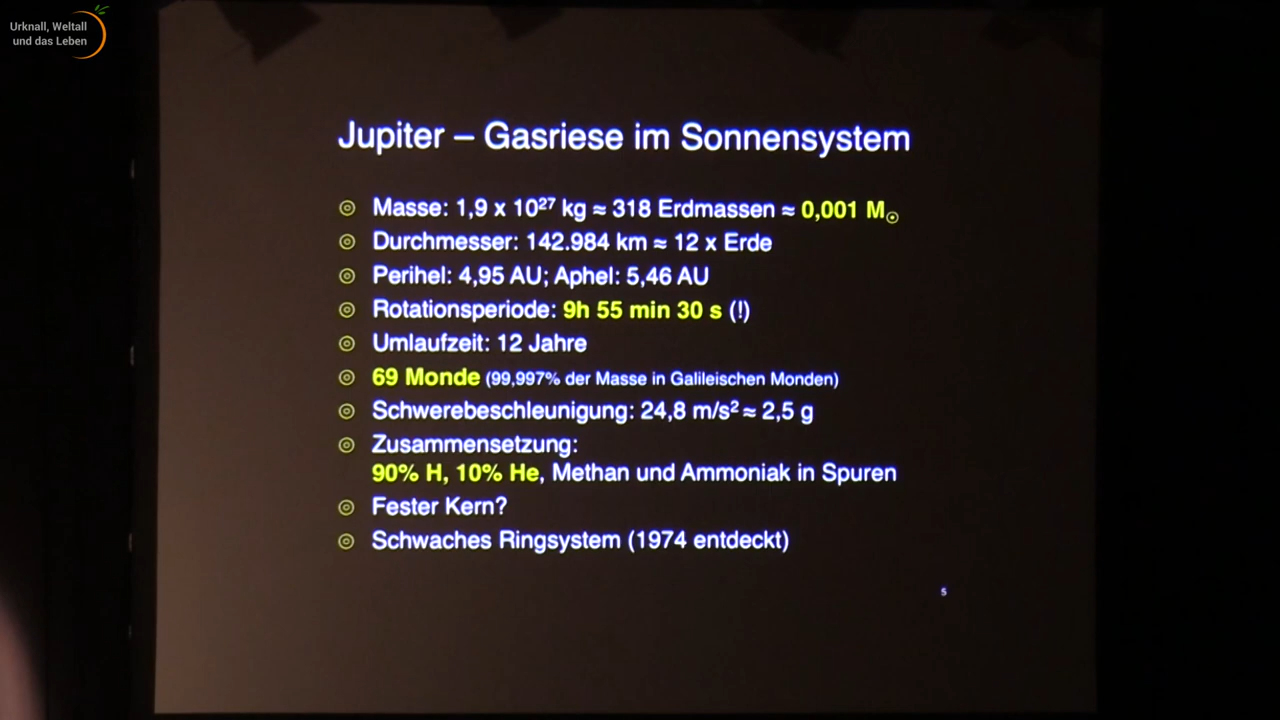 Urknall, Weltall
und das Leben
Jupiter – Gasriese im Sonnensystem
Masse: 1,9 x 10²⁷ kg ≈ 318 Erdmassen ≈ 0,001 M☉
Durchmesser: 142.984 km ≈ 12 x Erde
Perihel: 4,95 AU; Aphel: 5,46 AU
Rotationsperiode: 9h 55 min 30 s (!)
Umlaufzeit: 12 Jahre
69 Monde (99,997% der Masse in Galileischen Monden)
Schwerebeschleunigung: 24,8 m/s² ≈ 2,5 g
Zusammensetzung:
90% H, 10% He, Methan und Ammoniak in Spuren
Fester Kern?
Schwaches Ringsystem (1974 entdeckt)
5